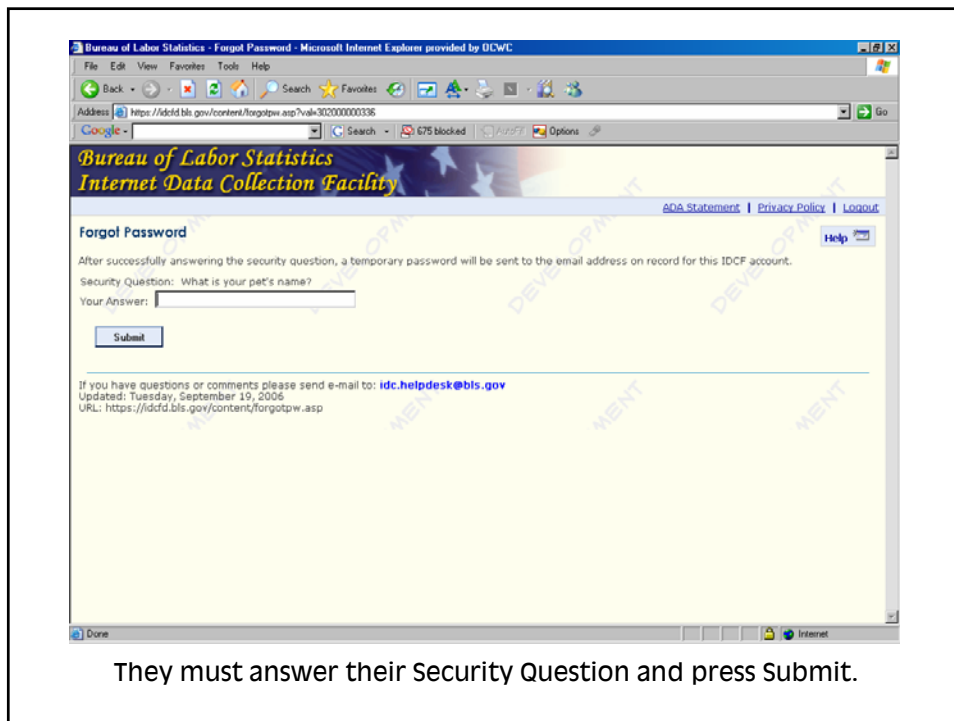 Bureau of Labor Statistics - Forgot Password - Microsoft Internet Explorer provided by OCWC
File Edit View Favorites Tools Help
Back Search Favorites
Address https://idcfd.bls.gov/content/forgotpw.asp?val=302000000336 Go
Google - Search 675 blocked AutoFill Options
Bureau of Labor Statistics
Internet Data Collection Facility
ADA Statement | Privacy Policy | Logout
Forgot Password
Help
After successfully answering the security question, a temporary password will be sent to the email address on record for this IDCF account.
Security Question: What is your pet's name?
Your Answer:
Submit
If you have questions or comments please send e-mail to: idc.helpdesk@bls.gov
Updated: Tuesday, September 19, 2006
URL: https://idcfd.bls.gov/content/forgotpw.asp
Done Internet
They must answer their Security Question and press Submit.